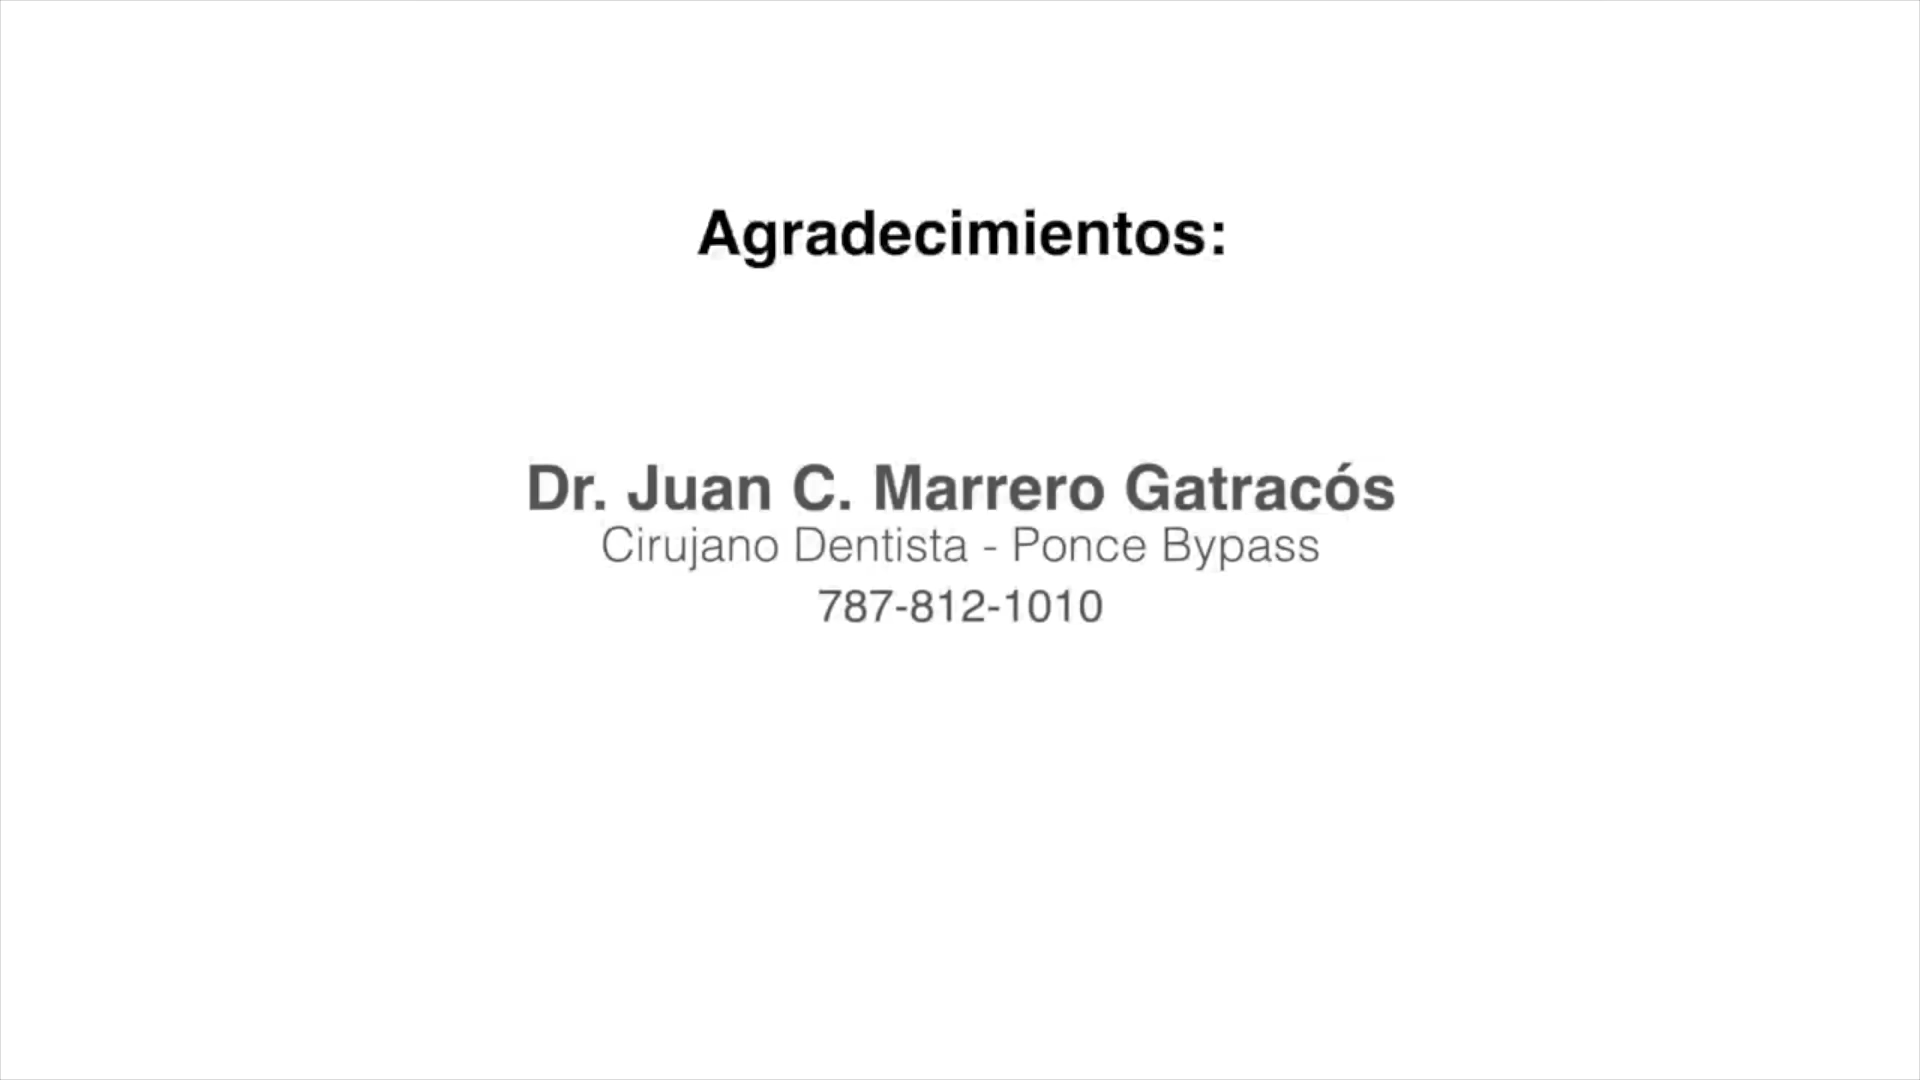 Agradecimientos:
Dr. Juan C. Marrero Gatracós
Cirujano Dentista - Ponce Bypass
787-812-1010